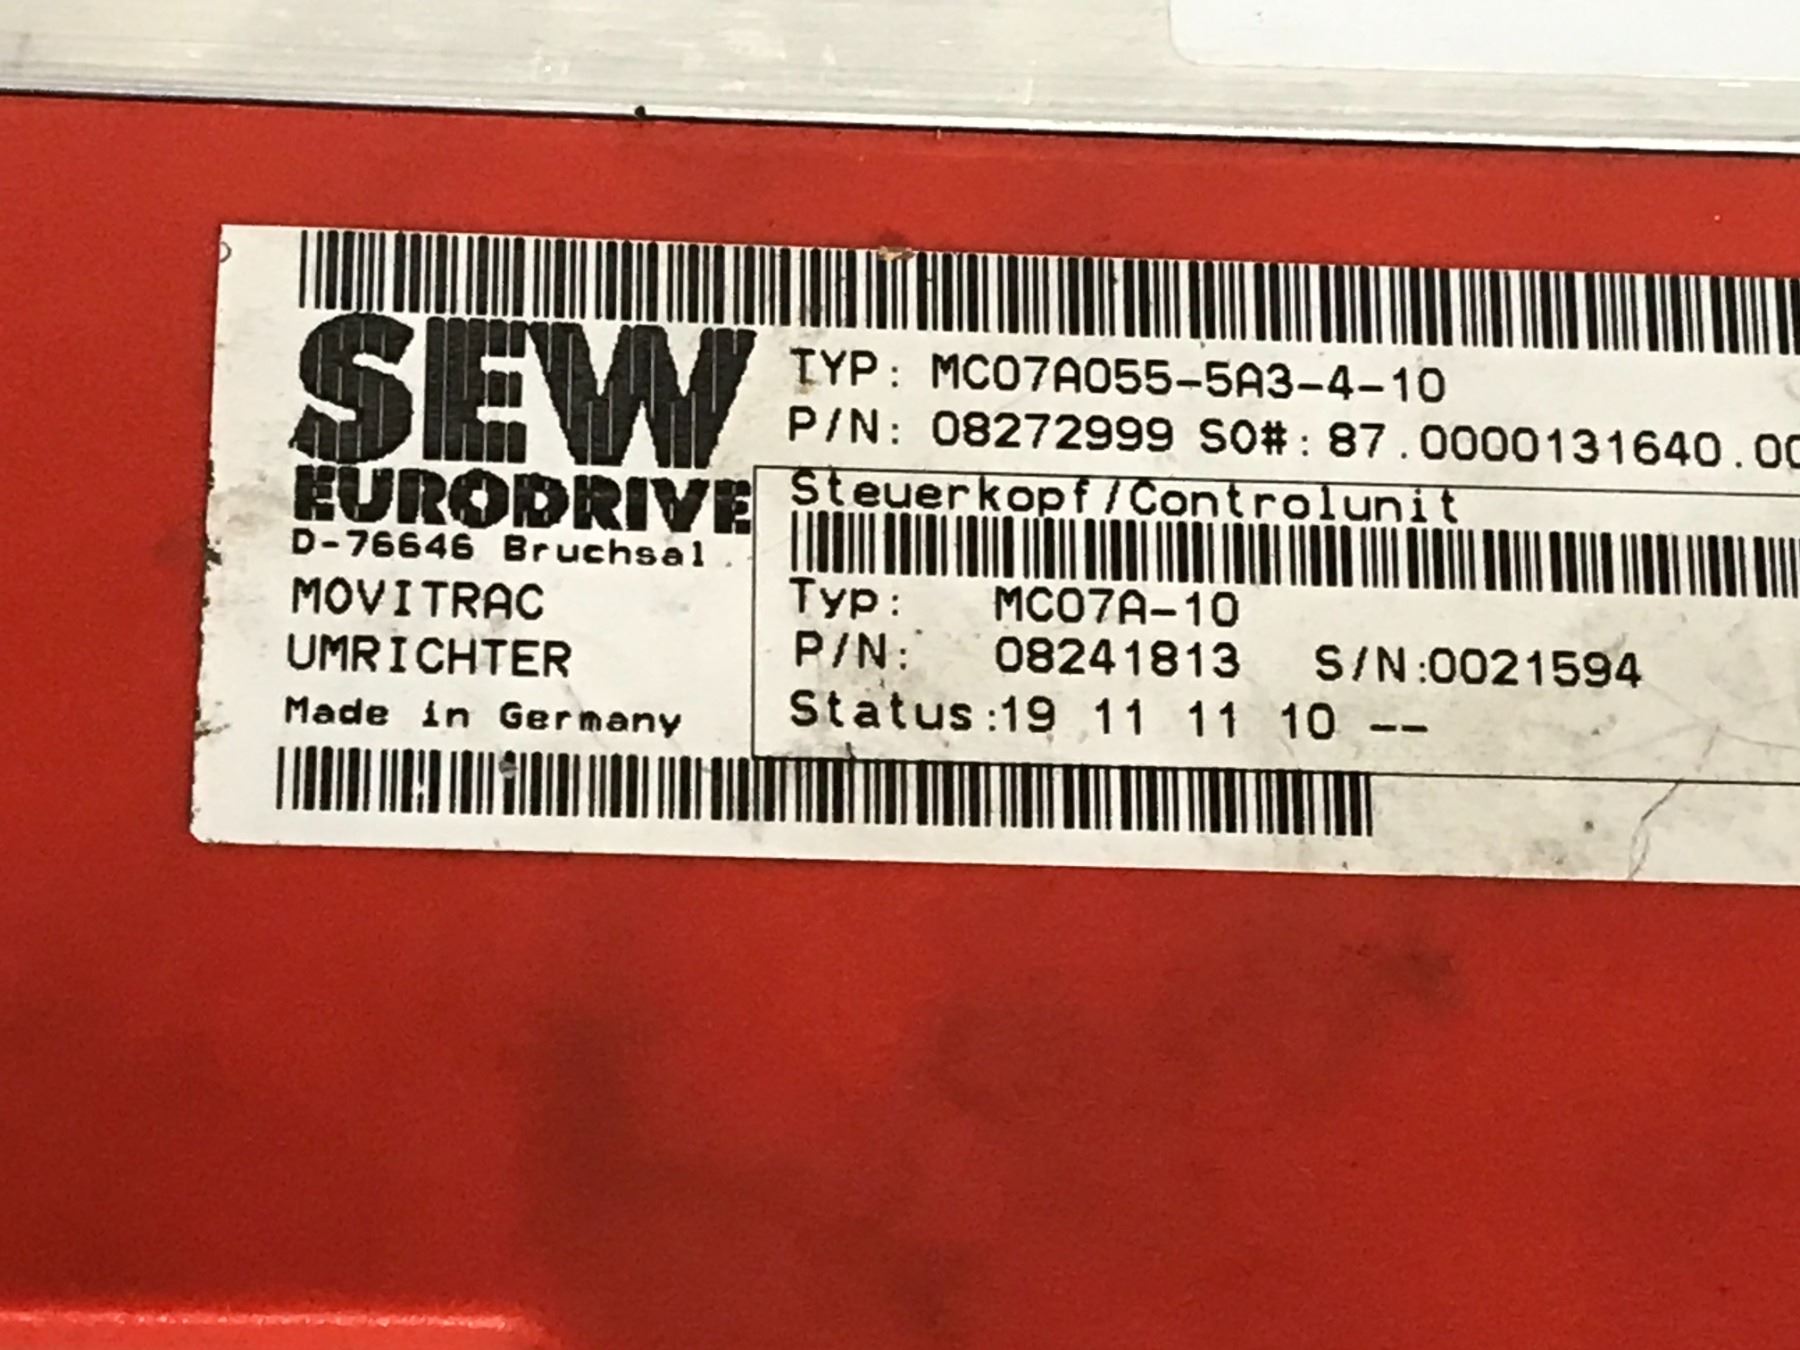 SEW
EURODRIVE
D-76646 Bruchsal
MOVITRAC
UMRICHTER
Made in Germany
TYP: MC07A055-5A3-4-10
P/N: 08272999 SO#: 87.0000131640.00
Steuerkopf/Controlunit
Typ: MC07A-10
P/N: 08241813 S/N:0021594
Status:19 11 11 10 --